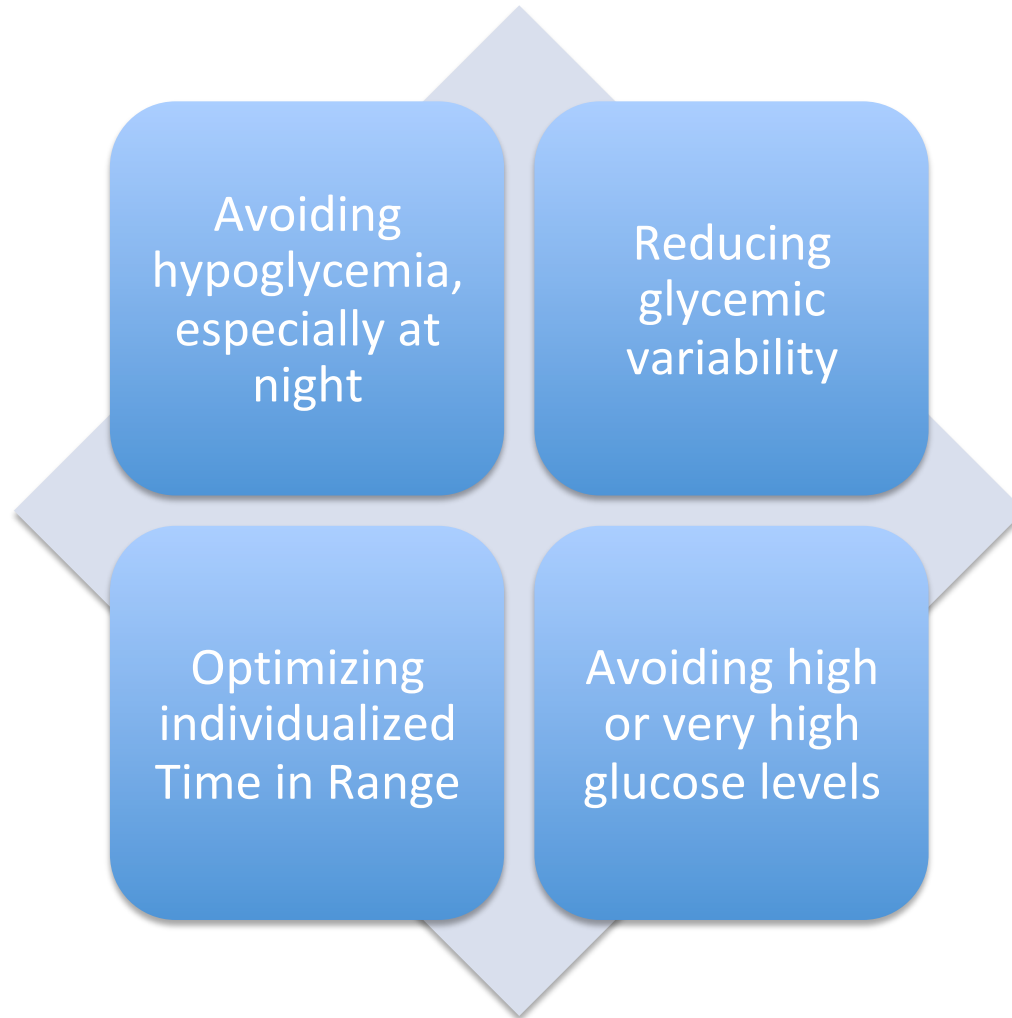 Avoiding
hypoglycemia,
especially at
night
Reducing
glycemic
variability
Optimizing
individualized
Time in Range
Avoiding high
or very high
glucose levels